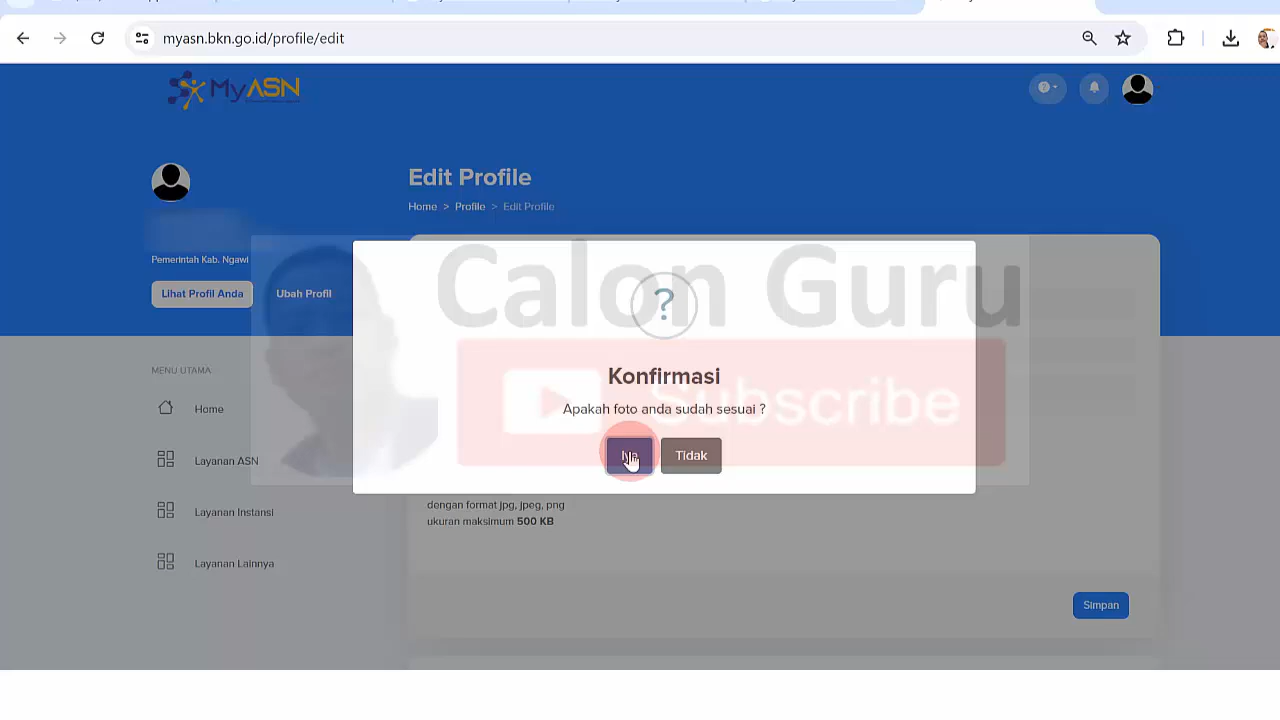 myasn.bkn.go.id/profile/edit
MyASN
Edit Profile
Home > Profile > Edit Profile
Pemerintah Kab. Ngawi
Lihat Profil Anda
Ubah Profil
Calon Guru
?
Konfirmasi
Subscribe
Apakah foto anda sudah sesuai ?
Iya
Tidak
MENU UTAMA
Home
Layanan ASN
Layanan Instansi
Layanan Lainnya
dengan format jpg, jpeg, png
ukuran maksimum 500 KB
Simpan